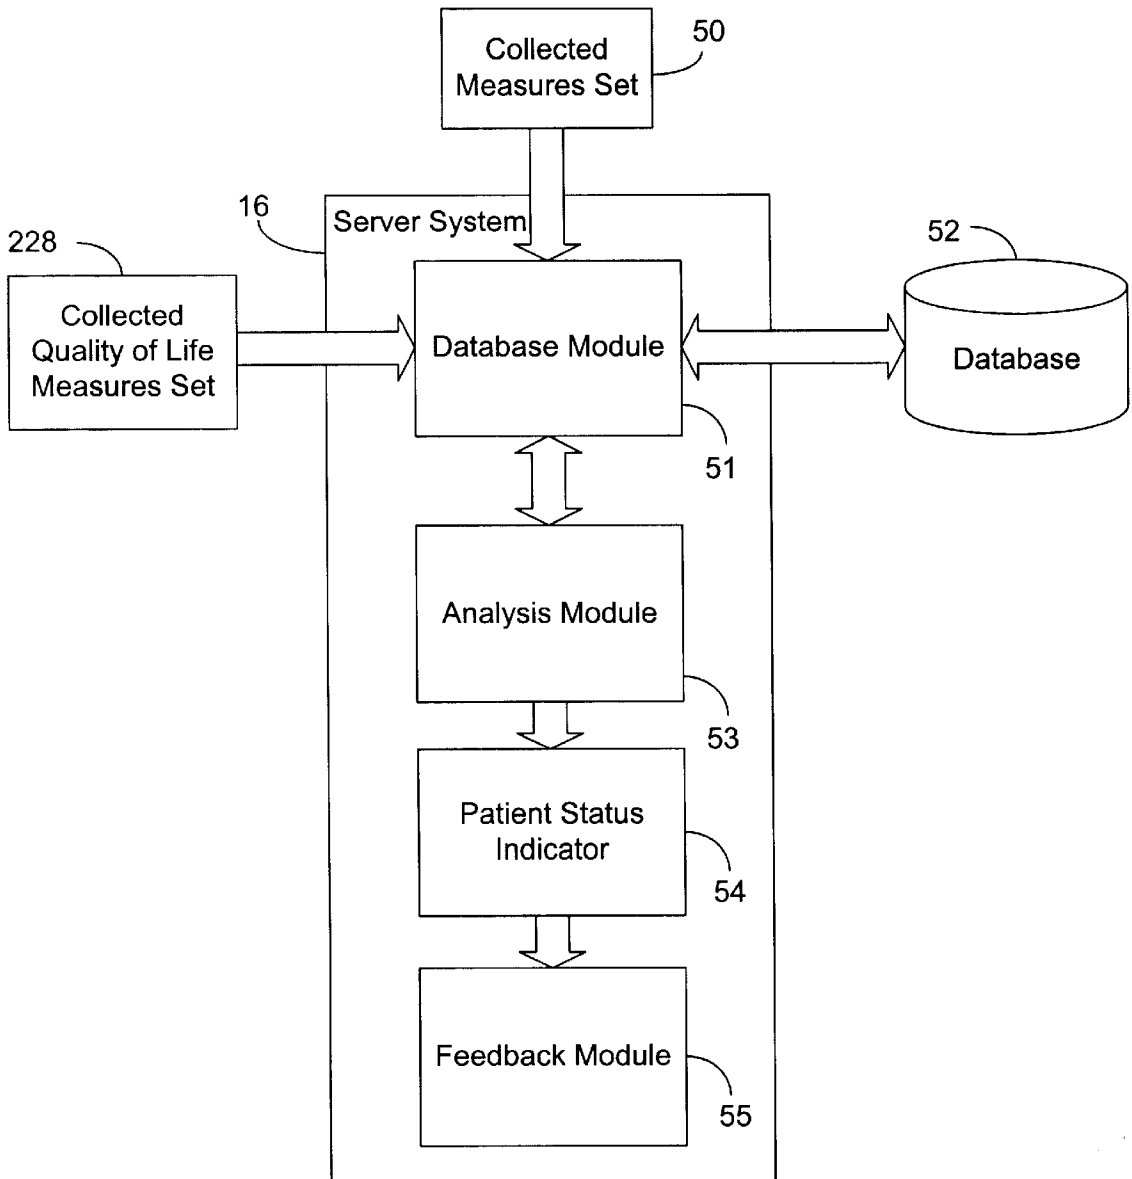 Collected
Measures Set
50
16
Server System
228
Collected
Quality of Life
Measures Set
Database Module
51
52
Database
Analysis Module
53
Patient Status
Indicator
54
Feedback Module
55